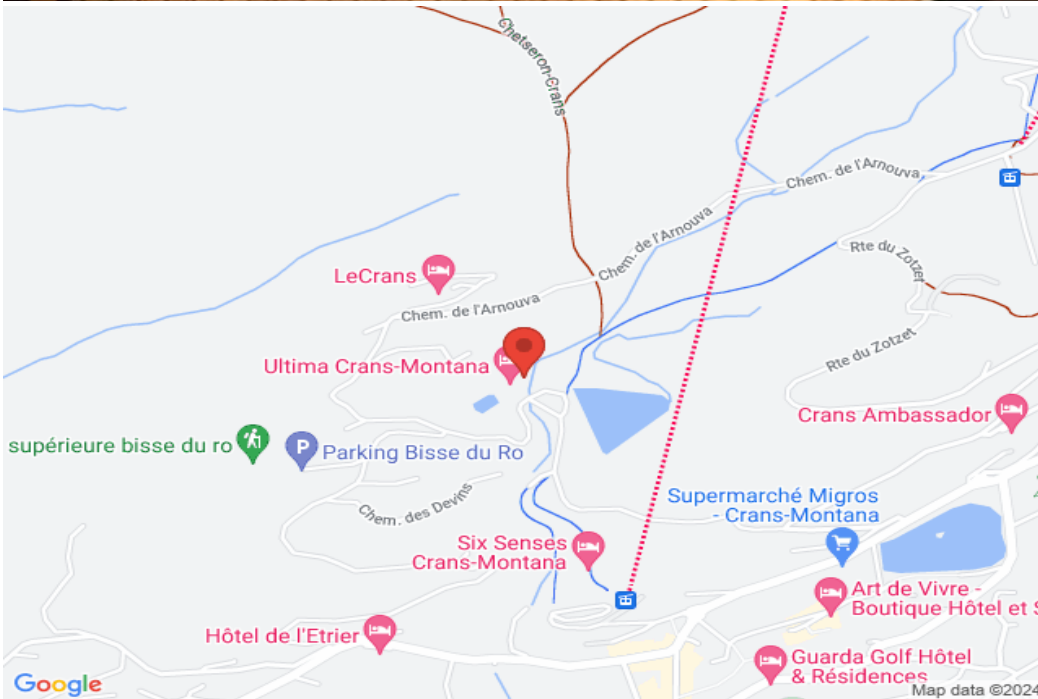 Chetseron-Crans
Chem. de l'Arnouva
Chem. de l'Arnouva
Rte du Zotzet
LeCrans
Chem. de l'Arnouva
Rte du Zotzet
Ultima Crans-Montana
Crans Ambassador
supérieure bisse du ro
P
Parking Bisse du Ro
Chem. des Devins
Supermarché Migros
- Crans-Montana
Six Senses
Crans-Montana
Art de Vivre -
Boutique Hôtel et S
Hôtel de l'Etrier
Guarda Golf Hôtel
& Résidences
Google
Map data ©2024